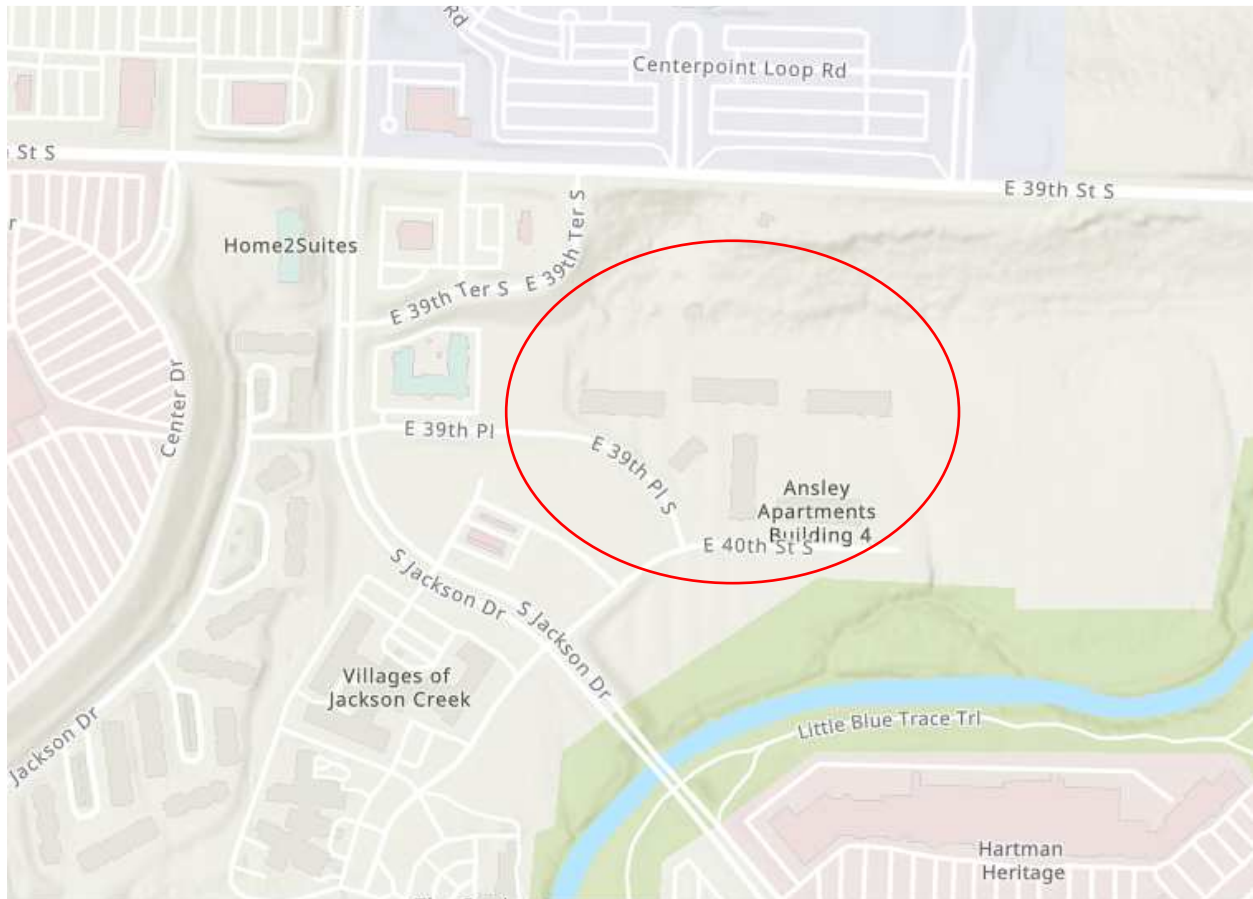 Rd
Centerpoint Loop Rd
St S
E 39th St S
Home2Suites
E 39th Ter S
E 39th Ter S
Center Dr
E 39th Pl
E 39th Pl S
Ansley
Apartments
Building 4
E 40th St S
S Jackson Dr
S Jackson Dr
Villages of
Jackson Creek
Jackson Dr
Little Blue Trace Trl
Hartman
Heritage